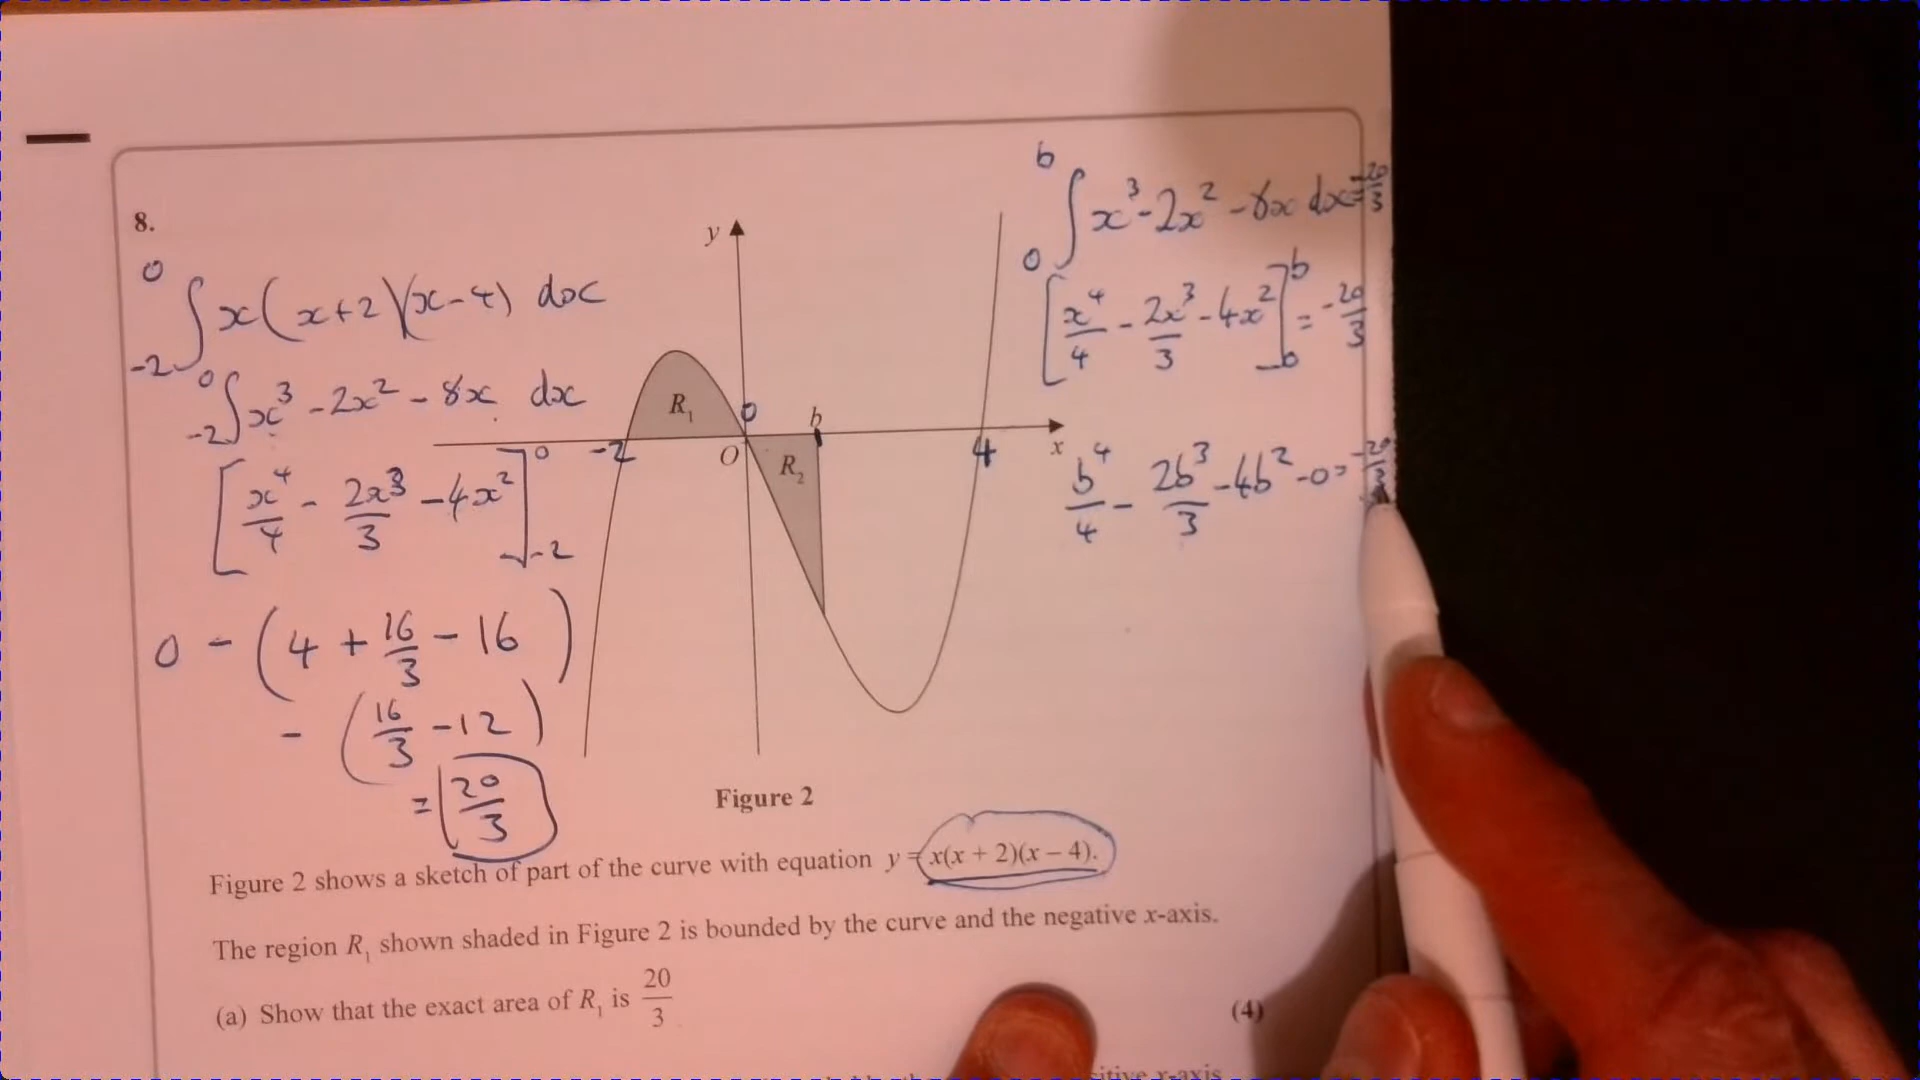 8.
0
∫ x(x+2)(x-4) dx
-2
0
∫ x³ - 2x² - 8x dx
-2
[x⁴/4 - 2x³/3 - 4x²]⁰₋₂
0 - (4 + 16/3 - 16)
- (16/3 - 12)
= 20/3
y
R₁
0
b
-2
O
R₂
4
x
b
∫ x³ - 2x² - 8x dx = -20/3
0
[x⁴/4 - 2x³/3 - 4x²]ᵇ₀ = -20/3
b⁴/4 - 2b³/3 - 4b² - 0 = -20/3
Figure 2
Figure 2 shows a sketch of part of the curve with equation y = x(x + 2)(x – 4).
The region R₁ shown shaded in Figure 2 is bounded by the curve and the negative x-axis.
(a) Show that the exact area of R₁ is 20/3
(4)
x-axis